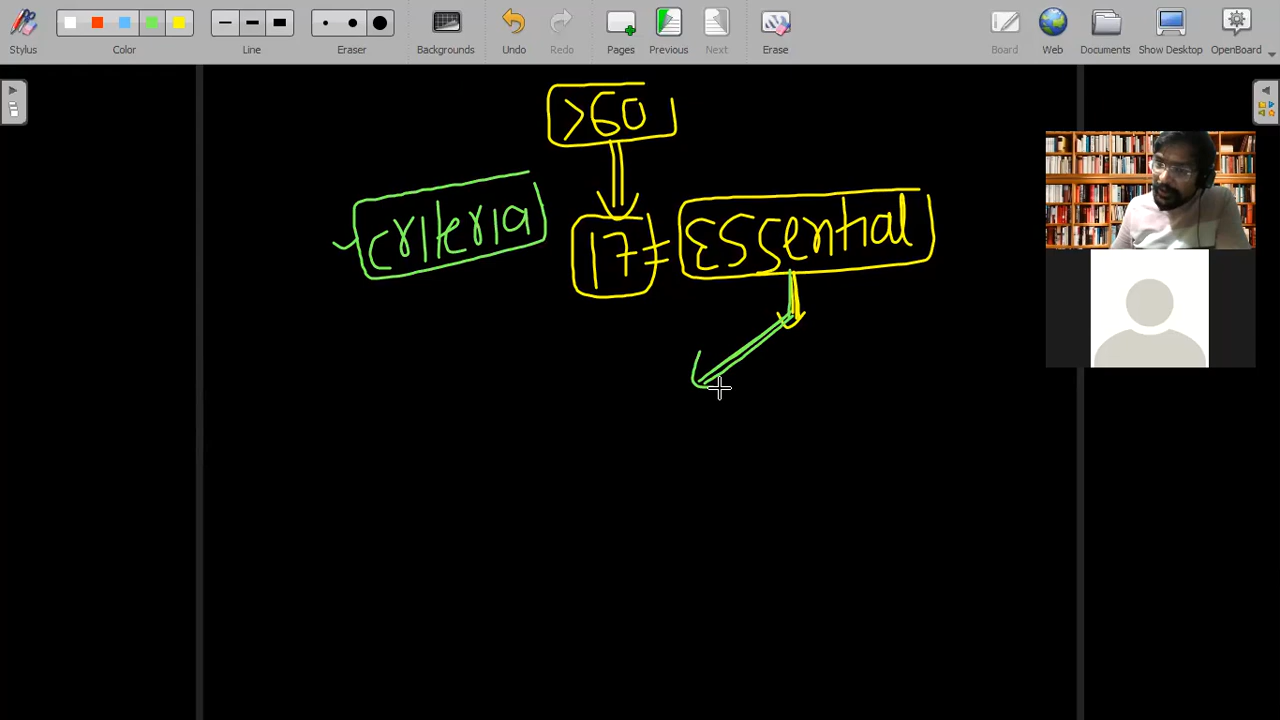 Stylus
Color
Line
Eraser
Backgrounds
Undo
Redo
Pages
Previous
Next
Erase
Board
Web
Documents
Show Desktop
OpenBoard
>60
criteria
17 = Essential